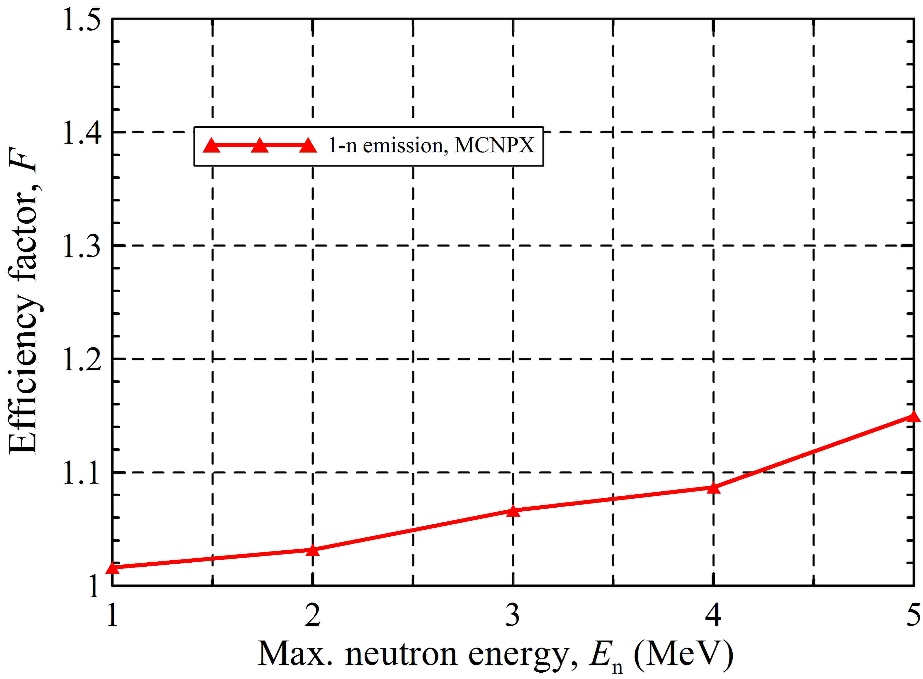 1.5
1.4
1-n emission, MCNPX
1.3
1.2
1.1
1
Efficiency factor, F
1 2 3 4 5
Max. neutron energy, En (MeV)